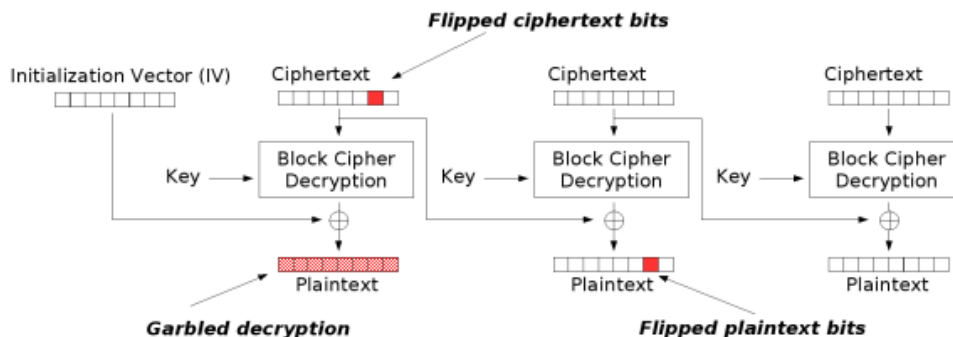 Flipped ciphertext bits
Initialization Vector (IV)
Ciphertext
Ciphertext
Ciphertext
Key
Block Cipher
Decryption
Key
Block Cipher
Decryption
Key
Block Cipher
Decryption
Plaintext
Plaintext
Plaintext
Garbled decryption
Flipped plaintext bits